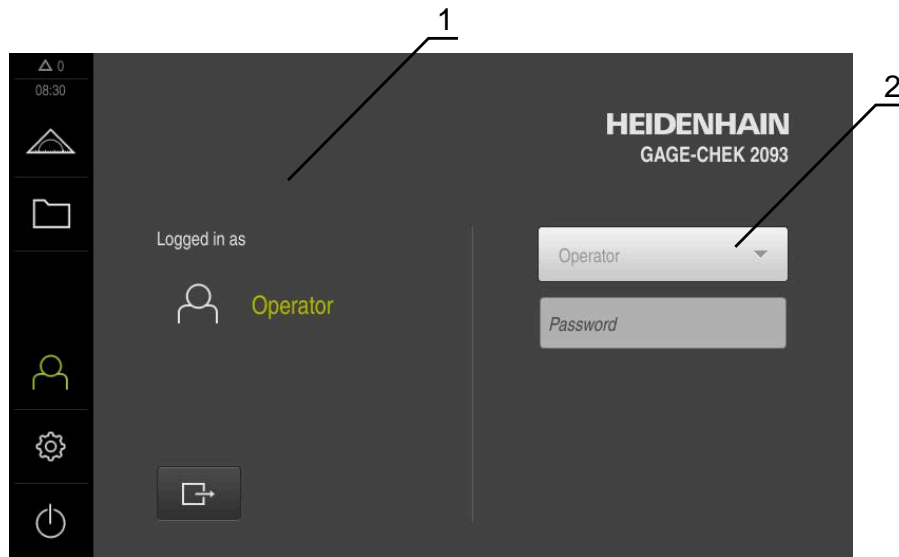 1
0
08:30
2
HEIDENHAIN
GAGE-CHEK 2093
Logged in as
Operator
Operator
Password